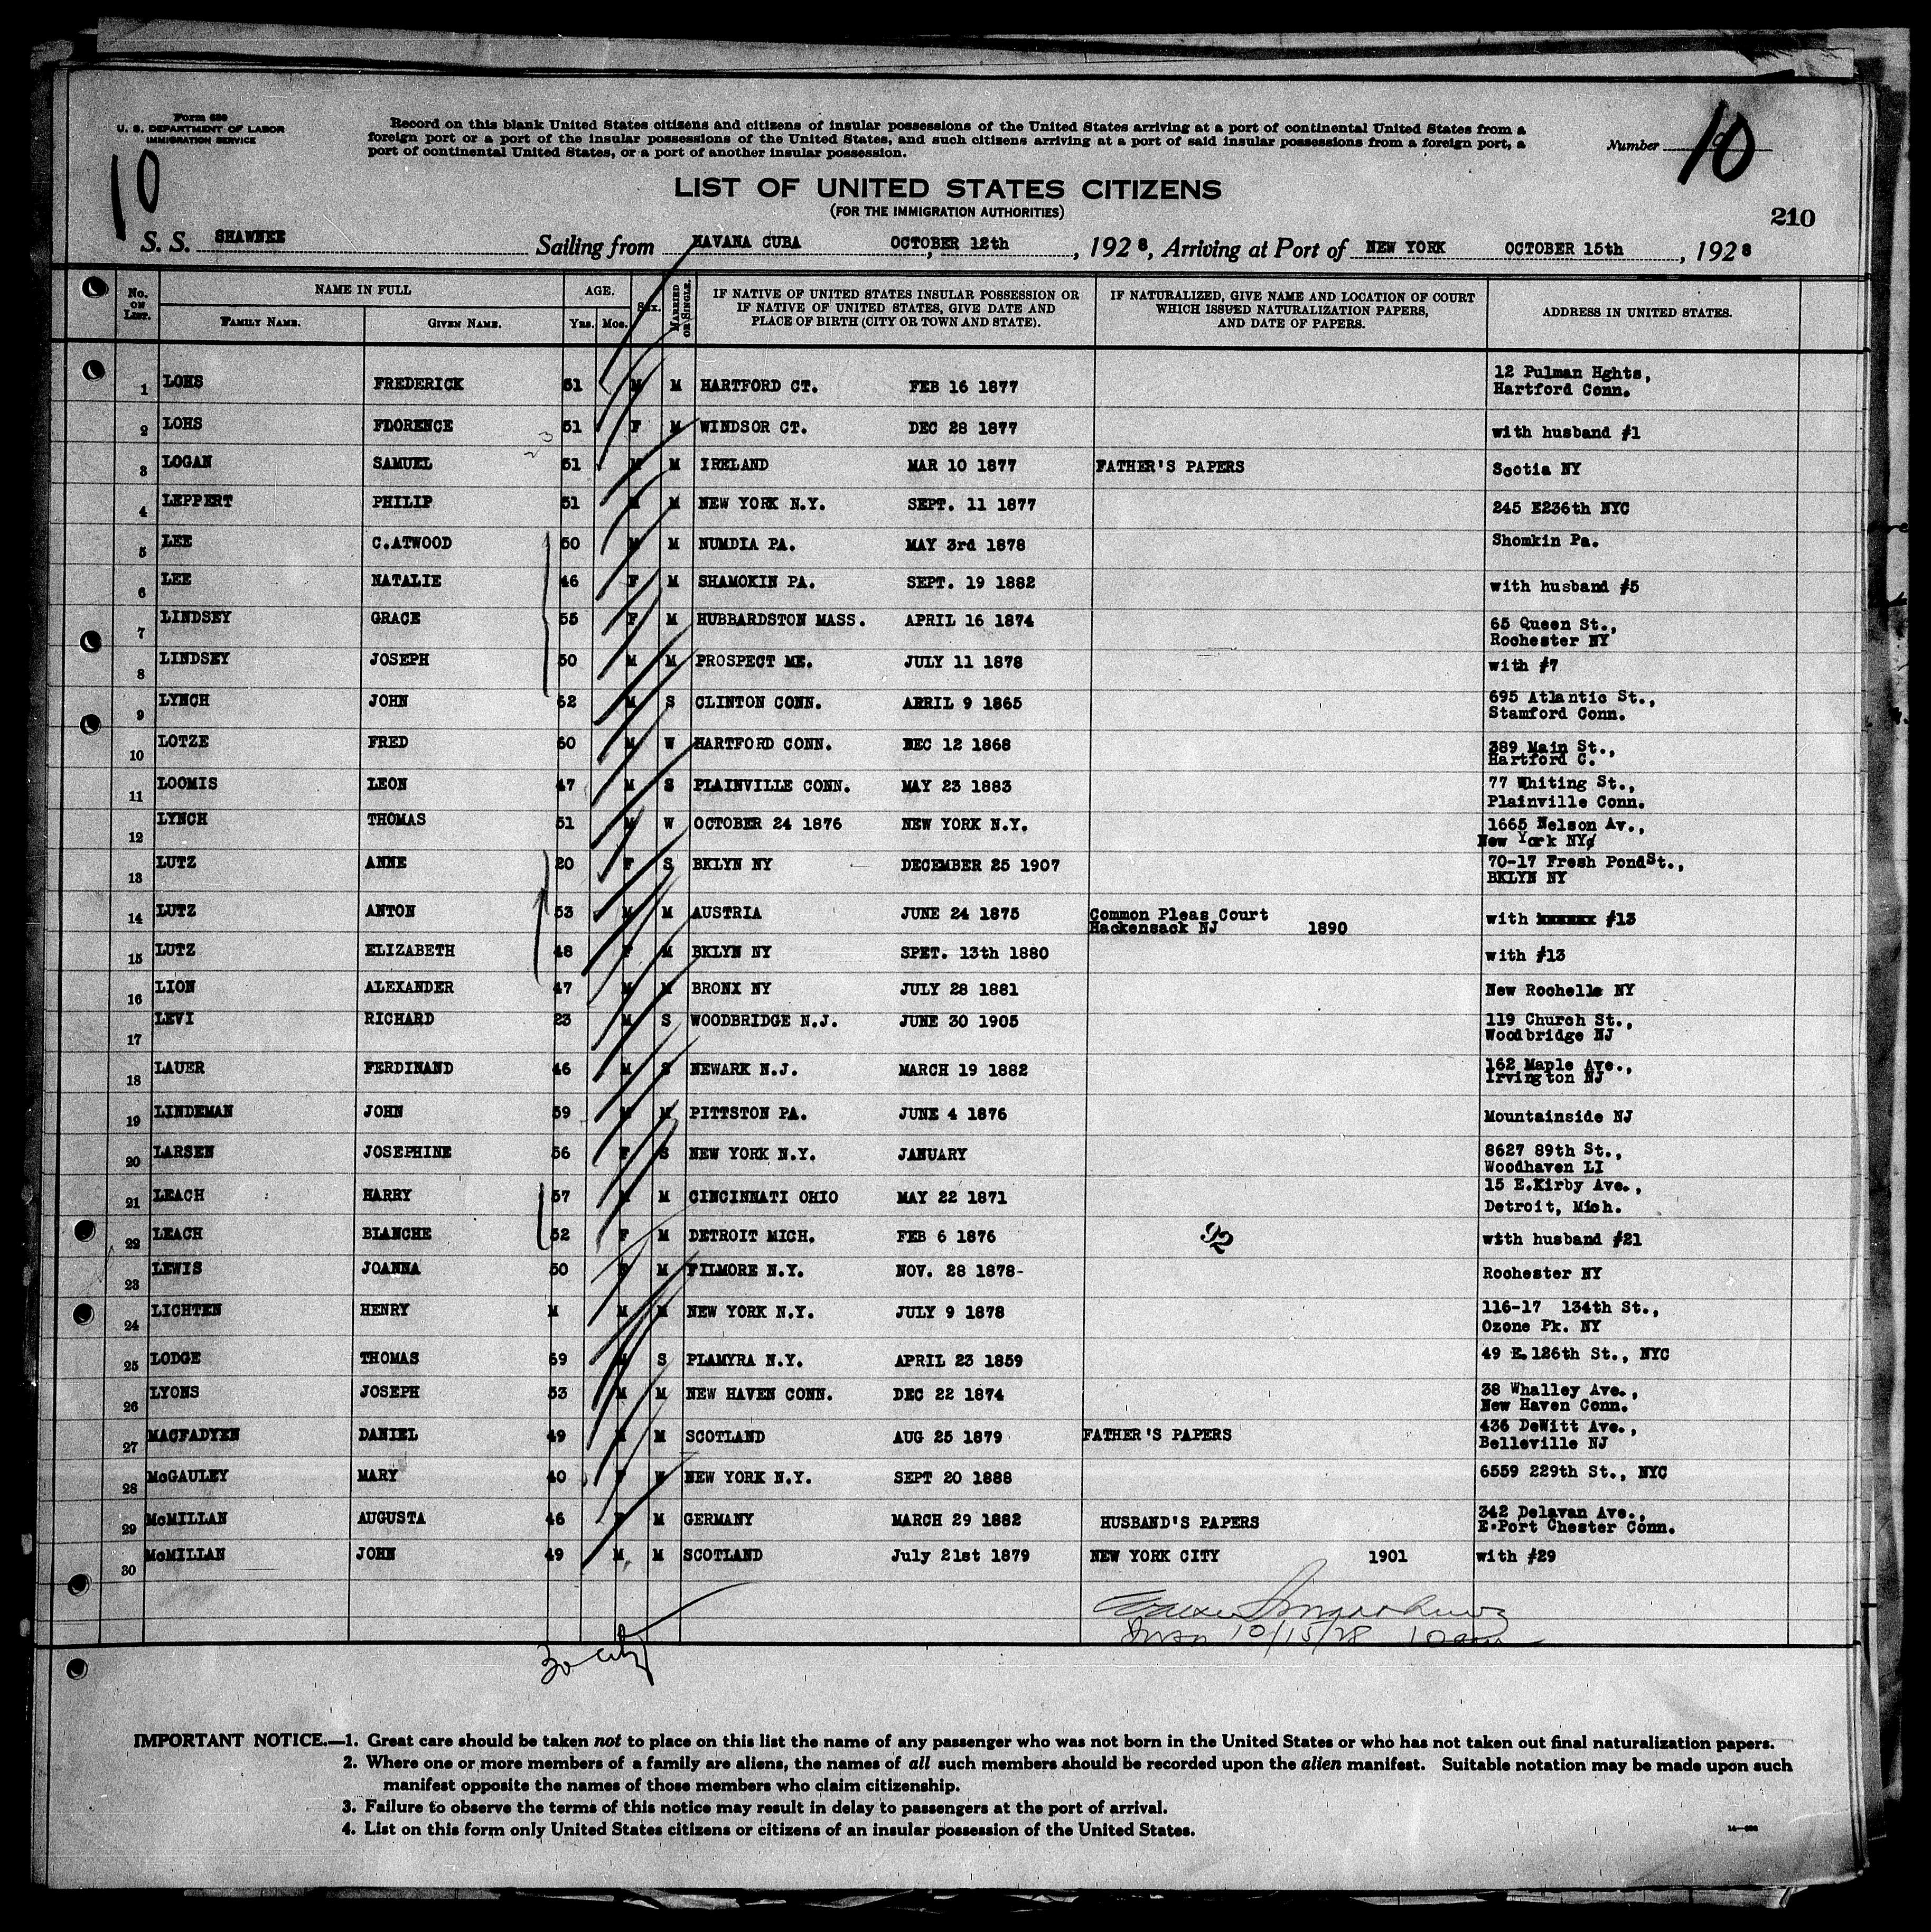 Form 630
U. S. DEPARTMENT OF LABOR
IMMIGRATION SERVICE
Record on this blank United States citizens and citizens of insular possessions of the United States arriving at a port of continental United States from a
foreign port or a port of the insular possessions of the United States, and such citizens arriving at a port of said insular possessions from a foreign port, a
port of continental United States, or a port of another insular possession.
Number 10
10
LIST OF UNITED STATES CITIZENS
(FOR THE IMMIGRATION AUTHORITIES)
210
S. S. SHAWNEE Sailing from HAVANA CUBA OCTOBER 12th, 1928, Arriving at Port of NEW YORK OCTOBER 15th, 1928
No. ON LIST. NAME IN FULL AGE. Sex. MARRIED OR SINGLE. IF NATIVE OF UNITED STATES INSULAR POSSESSION OR IF NATIVE OF UNITED STATES, GIVE DATE AND PLACE OF BIRTH (CITY OR TOWN AND STATE). IF NATURALIZED, GIVE NAME AND LOCATION OF COURT WHICH ISSUED NATURALIZATION PAPERS, AND DATE OF PAPERS. ADDRESS IN UNITED STATES.
FAMILY NAME. GIVEN NAME. Yrs. Mos.
1 LOHS FREDERICK 51 M M HARTFORD CT. FEB 16 1877 12 Pulman Hghts,
Hartford Conn.
2 LOHS FLORENCE 51 F M WINDSOR CT. DEC 28 1877 with husband #1
3 LOGAN SAMUEL 51 M M IRELAND MAR 10 1877 FATHER'S PAPERS Scotia NY
4 LEPPERT PHILIP 51 M M NEW YORK N.Y. SEPT. 11 1877 245 E236th NYC
5 LEE C.ATWOOD 50 M M NUMDIA PA. MAY 3rd 1878 Shomkin Pa.
6 LEE NATALIE 46 F M SHAMOKIN PA. SEPT. 19 1882 with husband #5
7 LINDSEY GRACE 55 F M HUBBARDSTON MASS. APRIL 16 1874 65 Queen St.,
Rochester NY
8 LINDSEY JOSEPH 50 M M PROSPECT ME. JULY 11 1878 with #7
9 LYNCH JOHN 62 M S CLINTON CONN. APRIL 9 1865 695 Atlantic St.,
Stamford Conn.
10 LOTZE FRED 60 M W HARTFORD CONN. DEC 12 1868 389 Main St.,
Hartford C.
11 LOOMIS LEON 47 M S PLAINVILLE CONN. MAY 23 1883 77 Whiting St.,
Plainville Conn.
12 LYNCH THOMAS 51 M W OCTOBER 24 1876 NEW YORK N.Y. 1665 Nelson Av.,
New York NY
13 LUTZ ANNE 20 F S BKLYN NY DECEMBER 25 1907 70-17 Fresh PondSt.,
BKLYN NY
14 LUTZ ANTON 53 M M AUSTRIA JUNE 24 1875 Common Pleas Court with #13
Hackensack NJ 1890
15 LUTZ ELIZABETH 48 F M BKLYN NY SPET. 13th 1880 with #13
16 LION ALEXANDER 47 M M BRONX NY JULY 28 1881 New Rochelle NY
17 LEVI RICHARD 23 M S WOODBRIDGE N.J. JUNE 30 1905 119 Church St.,
Woodbridge NJ
18 LAUER FERDINAND 46 M S NEWARK N.J. MARCH 19 1882 162 Maple Ave.,
Irvington NJ
19 LINDEMAN JOHN 59 M M PITTSTON PA. JUNE 4 1876 Mountainside NJ
20 LARSEN JOSEPHINE 56 F S NEW YORK N.Y. JANUARY 8627 89th St.,
Woodhaven LI
21 LEACH HARRY 57 M M CINCINNATI OHIO MAY 22 1871 15 E.Kirby Ave.,
Detroit, Mich.
22 LEACH BLANCHE 52 F M DETROIT MICH. FEB 6 1876 with husband #21
92
23 LEWIS JOANNA 50 F M FILMORE N.Y. NOV. 28 1878- Rochester NY
24 LICHTEN HENRY M M M NEW YORK N.Y. JULY 9 1878 116-17 134th St.,
Ozone Pk. NY
25 LODGE THOMAS 69 M S PLAMYRA N.Y. APRIL 23 1859 49 E.126th St., NYC
26 LYONS JOSEPH 53 M M NEW HAVEN CONN. DEC 22 1874 38 Whalley Ave.,
New Haven Conn.
27 MACFADYEN DANIEL 49 M M SCOTLAND AUG 25 1879 FATHER'S PAPERS 436 DeWitt Ave.,
Belleville NJ
28 McGAULEY MARY 40 F W NEW YORK N.Y. SEPT 20 1888 6559 229th St., NYC
29 McMILLAN AUGUSTA 46 F M GERMANY MARCH 29 1882 HUSBAND'S PAPERS 342 Delavan Ave.,
E.Port Chester Conn.
30 McMILLAN JOHN 49 M M SCOTLAND July 21st 1879 NEW YORK CITY 1901 with #29
10/15/28 10am
30 city
IMPORTANT NOTICE.—1. Great care should be taken not to place on this list the name of any passenger who was not born in the United States or who has not taken out final naturalization papers.
2. Where one or more members of a family are aliens, the names of all such members should be recorded upon the alien manifest. Suitable notation may be made upon such
manifest opposite the names of those members who claim citizenship.
3. Failure to observe the terms of this notice may result in delay to passengers at the port of arrival.
4. List on this form only United States citizens or citizens of an insular possession of the United States.